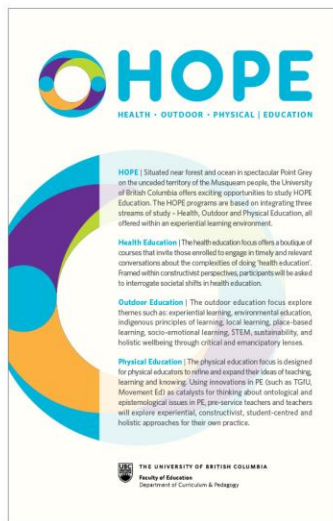 HOPE
HEALTH • OUTDOOR • PHYSICAL | EDUCATION
HOPE | Situated near forest and ocean in spectacular Point Grey
on the unceded territory of the Musqueam people, the University
of British Columbia offers exciting opportunities to study HOPE
Education. The HOPE programs are based on integrating three
streams of study – Health, Outdoor and Physical Education, all
offered within an experiential learning environment.
Health Education | The health education focus offers a boutique of
courses that invite those enrolled to engage in timely and relevant
conversations about the complexities of doing 'health education'.
Framed within constructivist perspectives, participants will be asked
to interrogate societal shifts in health education.
Outdoor Education | The outdoor education focus explore
themes such as: experiential learning, environmental education,
indigenous principles of learning, local learning, place-based
learning, socio-emotional learning, STEM, sustainability, and
holistic wellbeing through critical and emancipatory lenses.
Physical Education | The physical education focus is designed
for physical educators to refine and expand their ideas of teaching,
learning and knowing. Using innovations in PE (such as TGfU,
Movement Ed) as catalysts for thinking about ontological and
epistemological issues in PE, pre-service teachers and teachers
will explore experiential, constructivist, student-centred and
holistic approaches for their own practice.
UBC
THE UNIVERSITY OF BRITISH COLUMBIA
Faculty of Education
Department of Curriculum & Pedagogy